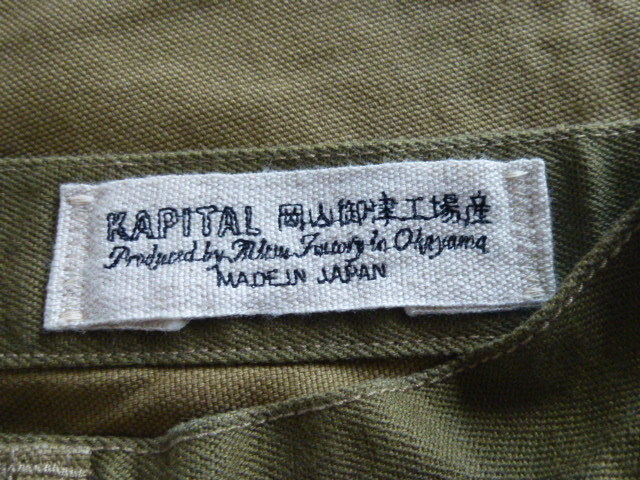 KAPITAL 岡山御津工場産
Produced by Mitsu Factory in Okayama
MADE IN JAPAN